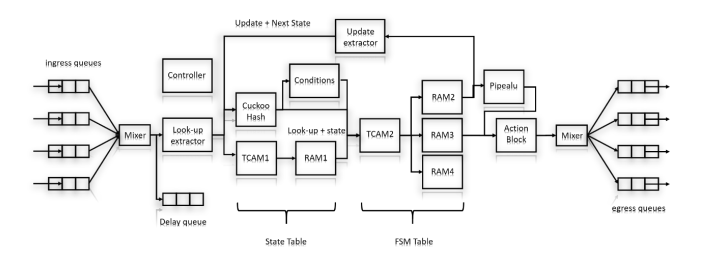 Update + Next State
Update
extractor
ingress queues
Controller
Conditions
Cuckoo
Hash
RAM2
Pipealu
Mixer
Look-up
extractor
Look-up + state
TCAM1
RAM1
TCAM2
RAM3
Action
Block
Mixer
RAM4
Delay queue
egress queues
State Table
FSM Table